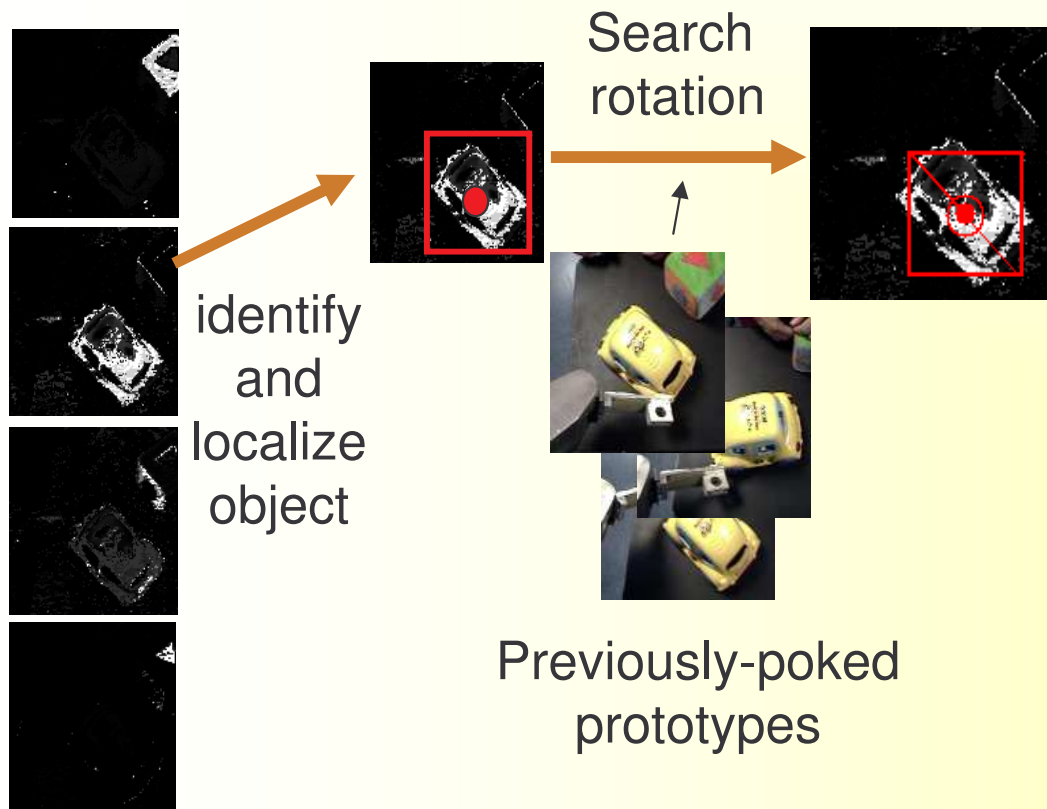 Search
rotation
identify
and
localize
object
Previously-poked
prototypes